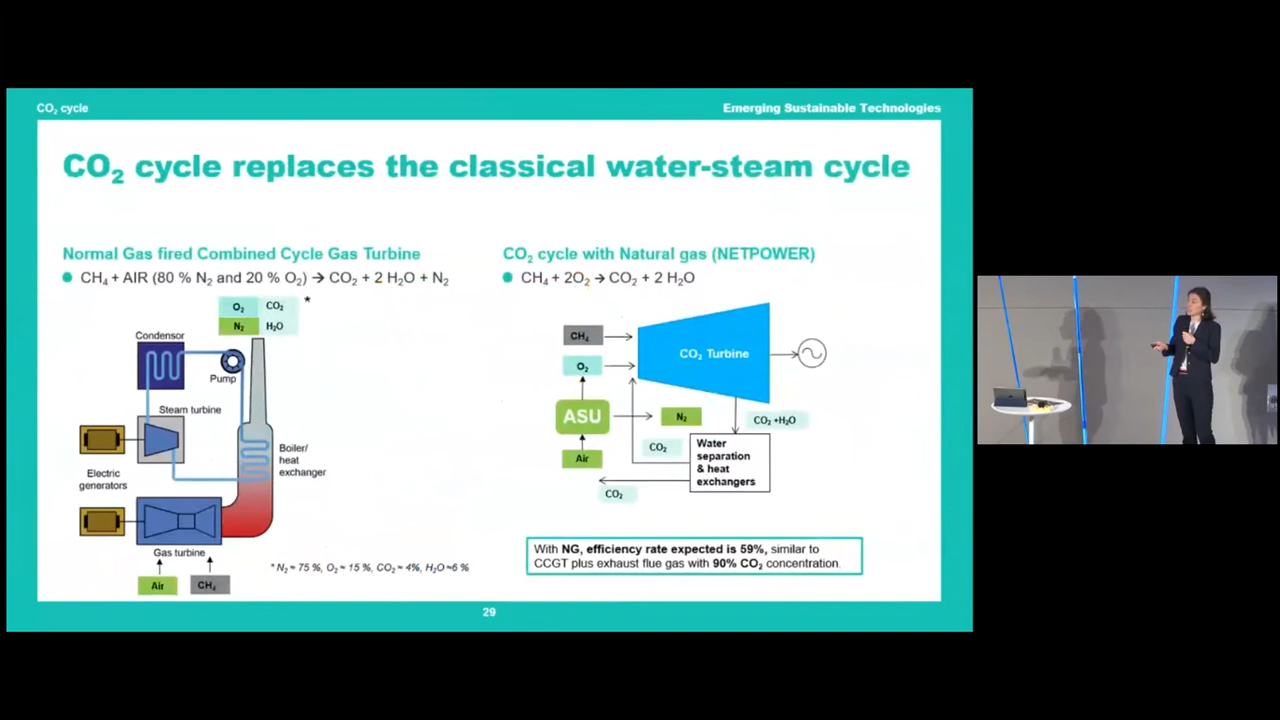 CO₂ cycle
Emerging Sustainable Technologies
CO₂ cycle replaces the classical water-steam cycle
Normal Gas fired Combined Cycle Gas Turbine
CH₄ + AIR (80 % N₂ and 20 % O₂) → CO₂ + 2 H₂O + N₂
O₂ CO₂ *
N₂ H₂O
Condensor
Pump
Steam turbine
Boiler/
heat
exchanger
Electric
generators
Gas turbine
Air CH₄
* N₂ ≈ 75 %, O₂ ≈ 15 %, CO₂ ≈ 4%, H₂O ≈6 %
CO₂ cycle with Natural gas (NETPOWER)
CH₄ + 2O₂ → CO₂ + 2 H₂O
CH₄
CO₂ Turbine
O₂
ASU
N₂
CO₂ +H₂O
Air
CO₂
Water
separation
& heat
exchangers
CO₂
With NG, efficiency rate expected is 59%, similar to
CCGT plus exhaust flue gas with 90% CO₂ concentration.
29